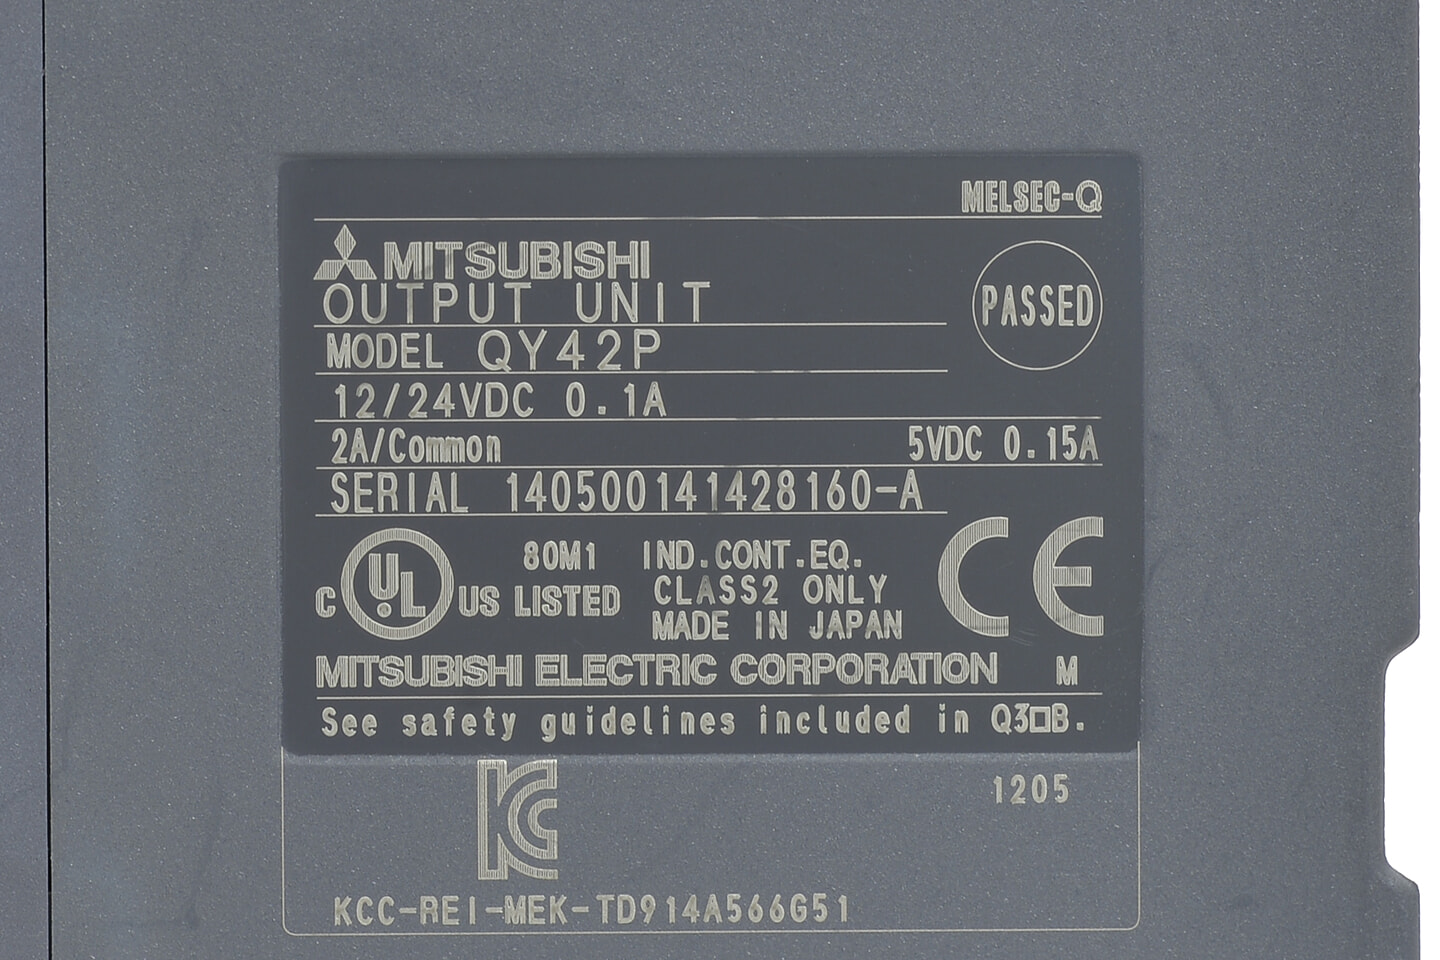 MELSEC-Q
MITSUBISHI
OUTPUT UNIT
PASSED
MODEL QY42P
12/24VDC 0.1A
2A/Common 5VDC 0.15A
SERIAL 140500141428160-A
C UL US LISTED 80M1 IND.CONT.EQ.
CLASS2 ONLY
MADE IN JAPAN
CE
MITSUBISHI ELECTRIC CORPORATION M
See safety guidelines included in Q3□B.
KC
1205
KCC-REI-MEK-TD914A566G51